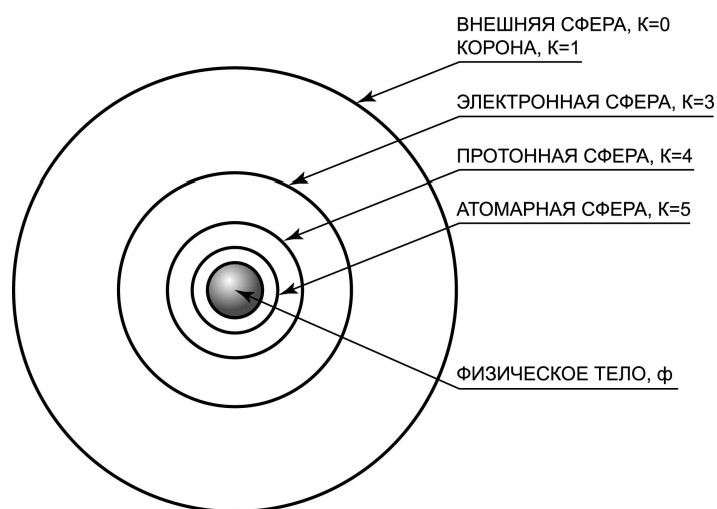 ВНЕШНЯЯ СФЕРА, К=0
КОРОНА, К=1
ЭЛЕКТРОННАЯ СФЕРА, К=3
ПРОТОННАЯ СФЕРА, К=4
АТОМАРНАЯ СФЕРА, К=5
ФИЗИЧЕСКОЕ ТЕЛО, ф